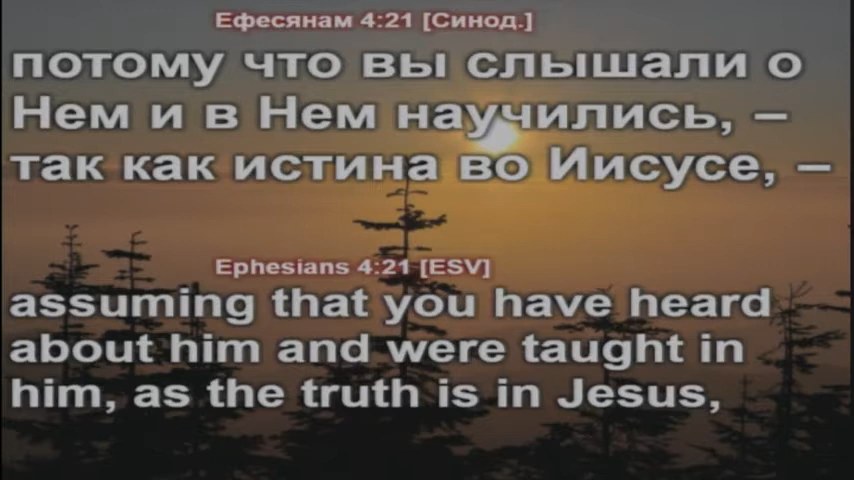 Ефесянам 4:21 [Синод.]
потому что вы слышали о
Нем и в Нем научились, –
так как истина во Иисусе, –
Ephesians 4:21 [ESV]
assuming that you have heard
about him and were taught in
him, as the truth is in Jesus,